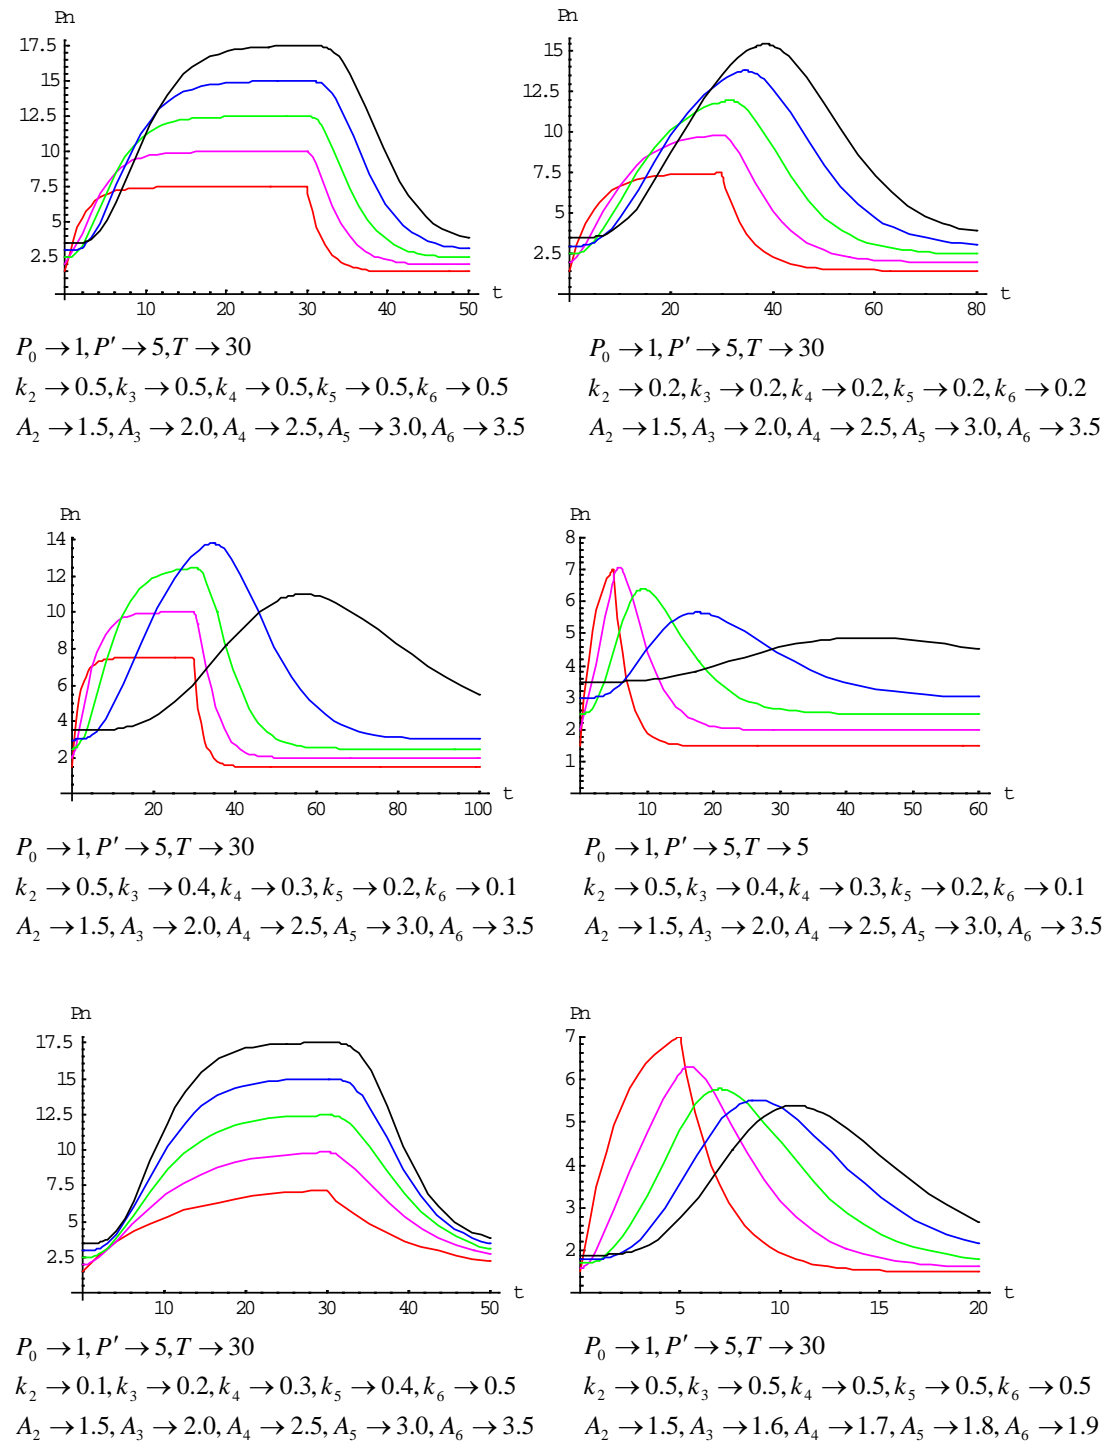 Pn
17.5
15
12.5
10
7.5
5
2.5
10 20 30 40 50 t
P₀ → 1, P′ → 5, T → 30
k₂ → 0.5, k₃ → 0.5, k₄ → 0.5, k₅ → 0.5, k₆ → 0.5
A₂ → 1.5, A₃ → 2.0, A₄ → 2.5, A₅ → 3.0, A₆ → 3.5
Pn
15
12.5
10
7.5
5
2.5
20 40 60 80 t
P₀ → 1, P′ → 5, T → 30
k₂ → 0.2, k₃ → 0.2, k₄ → 0.2, k₅ → 0.2, k₆ → 0.2
A₂ → 1.5, A₃ → 2.0, A₄ → 2.5, A₅ → 3.0, A₆ → 3.5
Pn
14
12
10
8
6
4
2
20 40 60 80 100 t
P₀ → 1, P′ → 5, T → 30
k₂ → 0.5, k₃ → 0.4, k₄ → 0.3, k₅ → 0.2, k₆ → 0.1
A₂ → 1.5, A₃ → 2.0, A₄ → 2.5, A₅ → 3.0, A₆ → 3.5
Pn
8
7
6
5
4
3
2
1
10 20 30 40 50 60 t
P₀ → 1, P′ → 5, T → 5
k₂ → 0.5, k₃ → 0.4, k₄ → 0.3, k₅ → 0.2, k₆ → 0.1
A₂ → 1.5, A₃ → 2.0, A₄ → 2.5, A₅ → 3.0, A₆ → 3.5
Pn
17.5
15
12.5
10
7.5
5
2.5
10 20 30 40 50 t
P₀ → 1, P′ → 5, T → 30
k₂ → 0.1, k₃ → 0.2, k₄ → 0.3, k₅ → 0.4, k₆ → 0.5
A₂ → 1.5, A₃ → 2.0, A₄ → 2.5, A₅ → 3.0, A₆ → 3.5
Pn
7
6
5
4
3
2
5 10 15 20 t
P₀ → 1, P′ → 5, T → 30
k₂ → 0.5, k₃ → 0.5, k₄ → 0.5, k₅ → 0.5, k₆ → 0.5
A₂ → 1.5, A₃ → 1.6, A₄ → 1.7, A₅ → 1.8, A₆ → 1.9